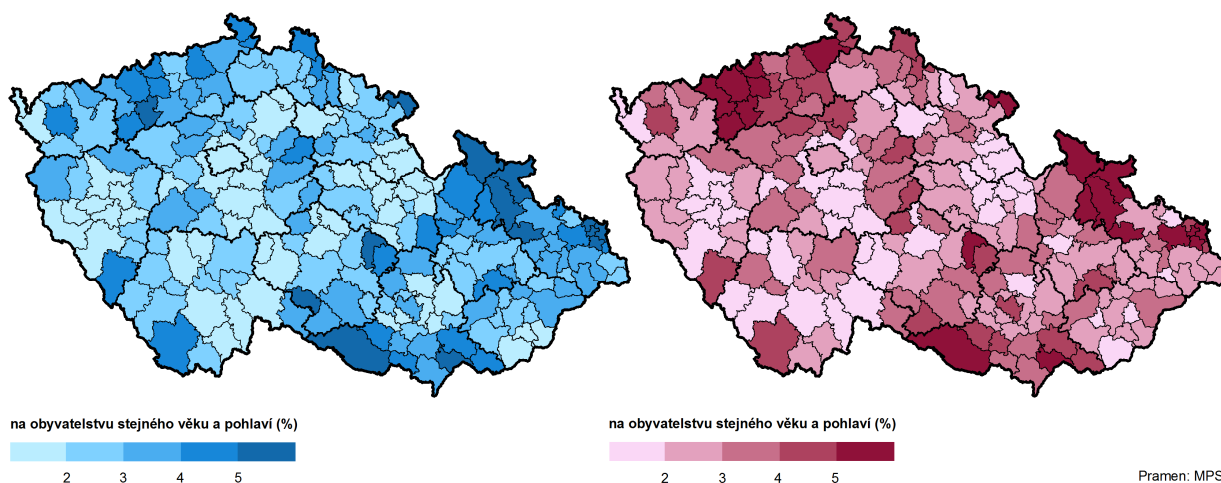 na obyvatelstvu stejného věku a pohlaví (%)
2 3 4 5
na obyvatelstvu stejného věku a pohlaví (%)
2 3 4 5
Pramen: MPS